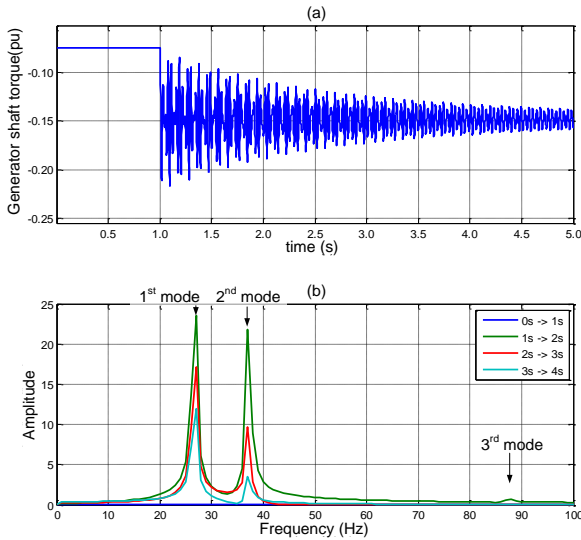 (a)
Generator shaft torque(pu)
-0.10
-0.15
-0.20
-0.25
0.5
1.0
1.5
2.0
2.5
3.0
3.5
4.0
4.5
5.0
time (s)
(b)
1st mode
2nd mode
3rd mode
0s -> 1s
1s -> 2s
2s -> 3s
3s -> 4s
Amplitude
25
20
15
10
5
0
0
10
20
30
40
50
60
70
80
90
100
Frequency (Hz)